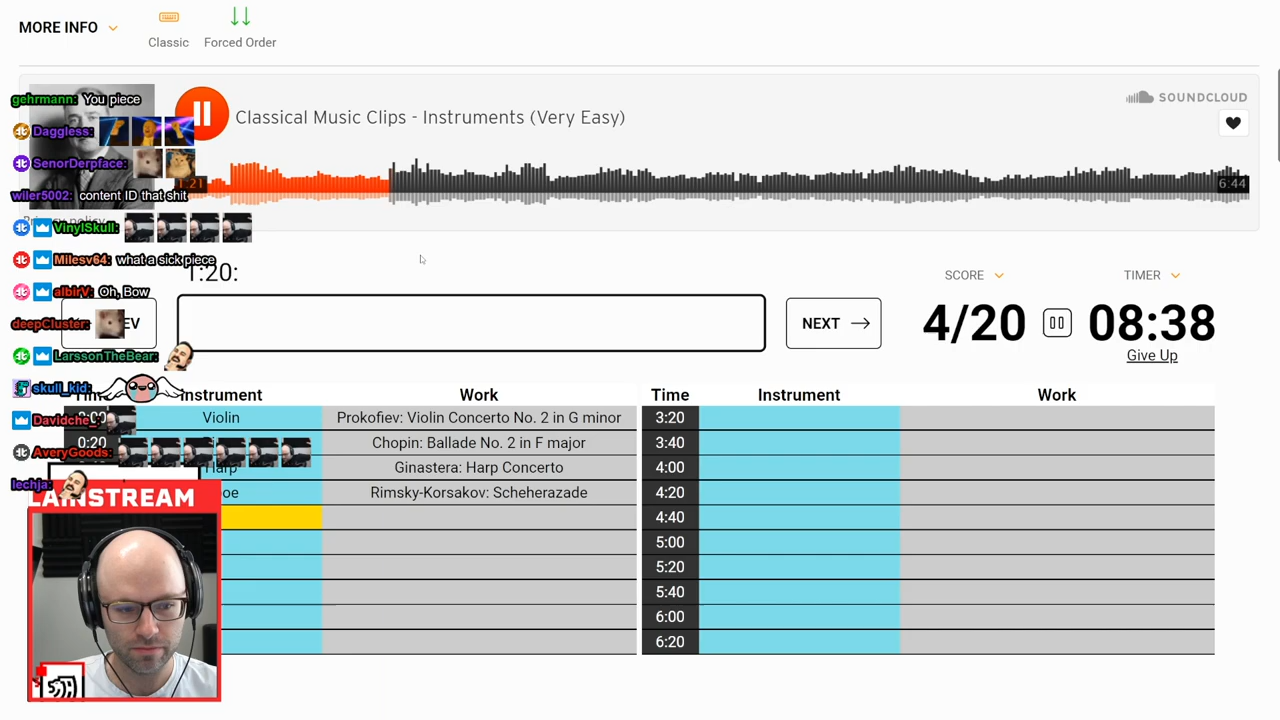 MORE INFO
Classic
Forced Order
Classical Music Clips - Instruments (Very Easy)
SOUNDCLOUD
1:21
6:44
Privacy policy
gehrmann: You piece
Daggless:
SenorDerpface:
wiler5002: content ID that shit
VinylSkull:
Milesv64: what a sick piece
albirV: Oh, Bow
deepCluster:
LarssonTheBear:
skull_kid:
Davidche_:
AveryGoods:
lechja:
1:20:
NEXT
SCORE
TIMER
4/20
08:38
Give Up
Instrument Work Time Instrument Work
Violin Prokofiev: Violin Concerto No. 2 in G minor 3:20
0:20 Chopin: Ballade No. 2 in F major 3:40
Harp Ginastera: Harp Concerto 4:00
Rimsky-Korsakov: Scheherazade 4:20
4:40
5:00
5:20
5:40
6:00
6:20
LAINSTREAM